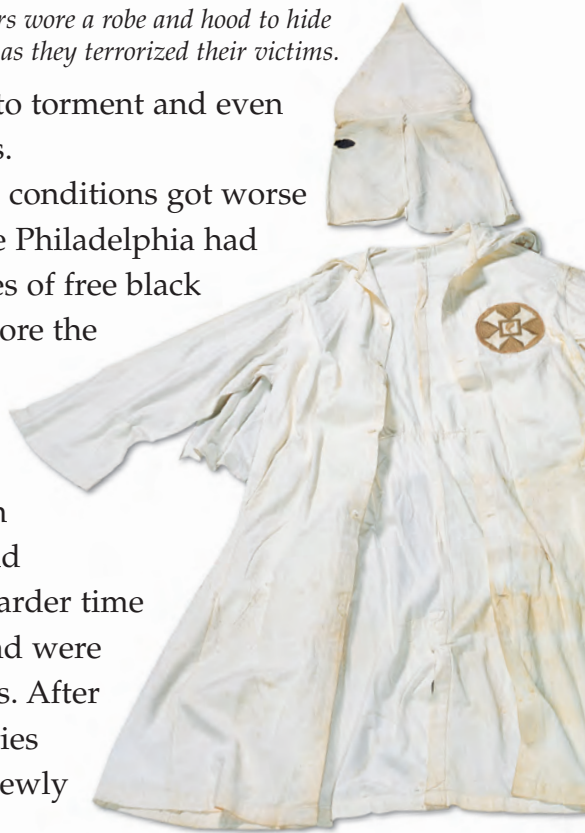 rs wore a robe and hood to hide
as they terrorized their victims.
to torment and even
s.
conditions got worse
e Philadelphia had
es of free black
ore the
n
nd
arder time
nd were
s. After
ies
ewly